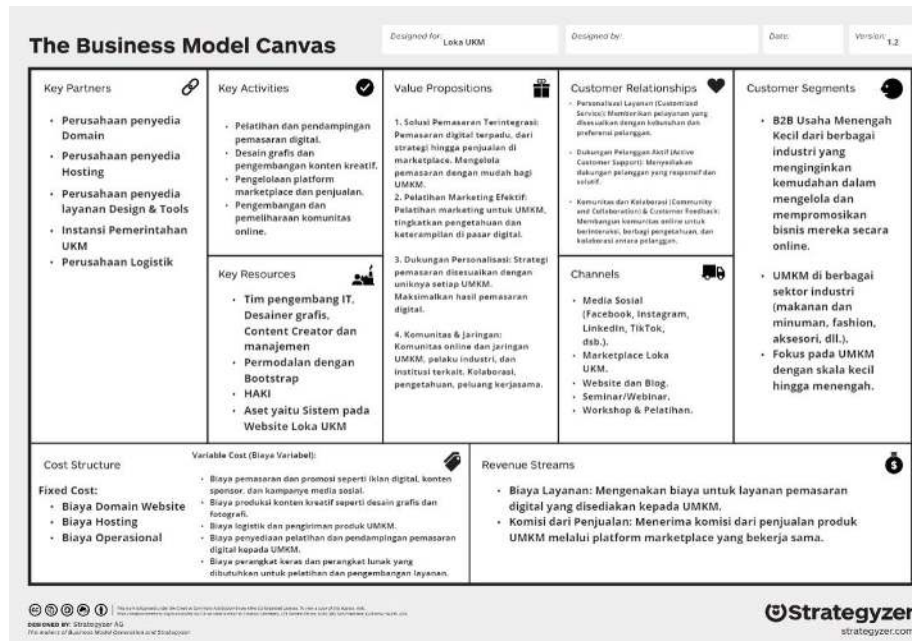 The Business Model Canvas
Designed for:
Loka UKM
Designed by:
Date:
Version:
1.2
Key Partners
• Perusahaan penyedia
Domain
• Perusahaan penyedia
Hosting
• Perusahaan penyedia
layanan Design & Tools
• Instansi Pemerintahan
UKM
• Perusahaan Logistik
Key Activities
• Pelatihan dan pendampingan
pemasaran digital.
• Desain grafis dan
pengembangan konten kreatif.
• Pengelolaan platform
marketplace dan penjualan.
• Pengembangan dan
pemeliharaan komunitas
online.
Key Resources
• Tim pengembang IT,
Desainer grafis,
Content Creator dan
manajemen
• Permodalan dengan
Bootstrap
• HAKI
• Aset yaitu Sistem pada
Website Loka UKM
Value Propositions
1. Solusi Pemasaran Terintegrasi:
Pemasaran digital terpadu, dari
strategi hingga penjualan di
marketplace. Mengelola
pemasaran dengan mudah bagi
UMKM.
2. Pelatihan Marketing Efektif:
Pelatihan marketing untuk UMKM,
tingkatkan pengetahuan dan
keterampilan di pasar digital.
3. Dukungan Personalisasi: Strategi
pemasaran disesuaikan dengan
uniknya setiap UMKM.
Maksimalkan hasil pemasaran
digital.
4. Komunitas & Jaringan:
Komunitas online dan jaringan
UMKM, pelaku industri, dan
institusi terkait. Kolaborasi,
pengetahuan, peluang kerjasama.
Customer Relationships
• Personalisasi Layanan (Customized
Service): Memberikan pelayanan yang
disesuaikan dengan kebutuhan dan
preferensi pelanggan.
• Dukungan Pelanggan Aktif (Active
Customer Support): Menyediakan
dukungan pelanggan yang responsif dan
solutif.
• Komunitas dan Kolaborasi (Community
and Collaboration) & Customer Feedback:
Membangun komunitas online untuk
berinteraksi, berbagi pengetahuan, dan
kolaborasi antara pelanggan.
Channels
• Media Sosial
(Facebook, Instagram,
LinkedIn, TikTok,
dsb.).
• Marketplace Loka
UKM.
• Website dan Blog.
• Seminar/Webinar.
• Workshop & Pelatihan.
Customer Segments
• B2B Usaha Menengah
Kecil dari berbagai
industri yang
menginginkan
kemudahan dalam
mengelola dan
mempromosikan
bisnis mereka secara
online.
• UMKM di berbagai
sektor industri
(makanan dan
minuman, fashion,
aksesori, dll.).
• Fokus pada UMKM
dengan skala kecil
hingga menengah.
Cost Structure
Fixed Cost:
• Biaya Domain Website
• Biaya Hosting
• Biaya Operasional
Variable Cost (Biaya Variabel):
• Biaya pemasaran dan promosi seperti iklan digital, konten
sponsor, dan kampanye media sosial.
• Biaya produksi konten kreatif seperti desain grafis dan
fotografi.
• Biaya logistik dan pengiriman produk UMKM.
• Biaya penyediaan pelatihan dan pendampingan pemasaran
digital kepada UMKM.
• Biaya perangkat keras dan perangkat lunak yang
dibutuhkan untuk pelatihan dan pengembangan layanan.
Revenue Streams
• Biaya Layanan: Mengenakan biaya untuk layanan pemasaran
digital yang disediakan kepada UMKM.
• Komisi dari Penjualan: Menerima komisi dari penjualan produk
UMKM melalui platform marketplace yang bekerja sama.
DESIGNED BY: Strategyzer AG
The makers of Business Model Generation and Strategyzer
Strategyzer
strategyzer.com